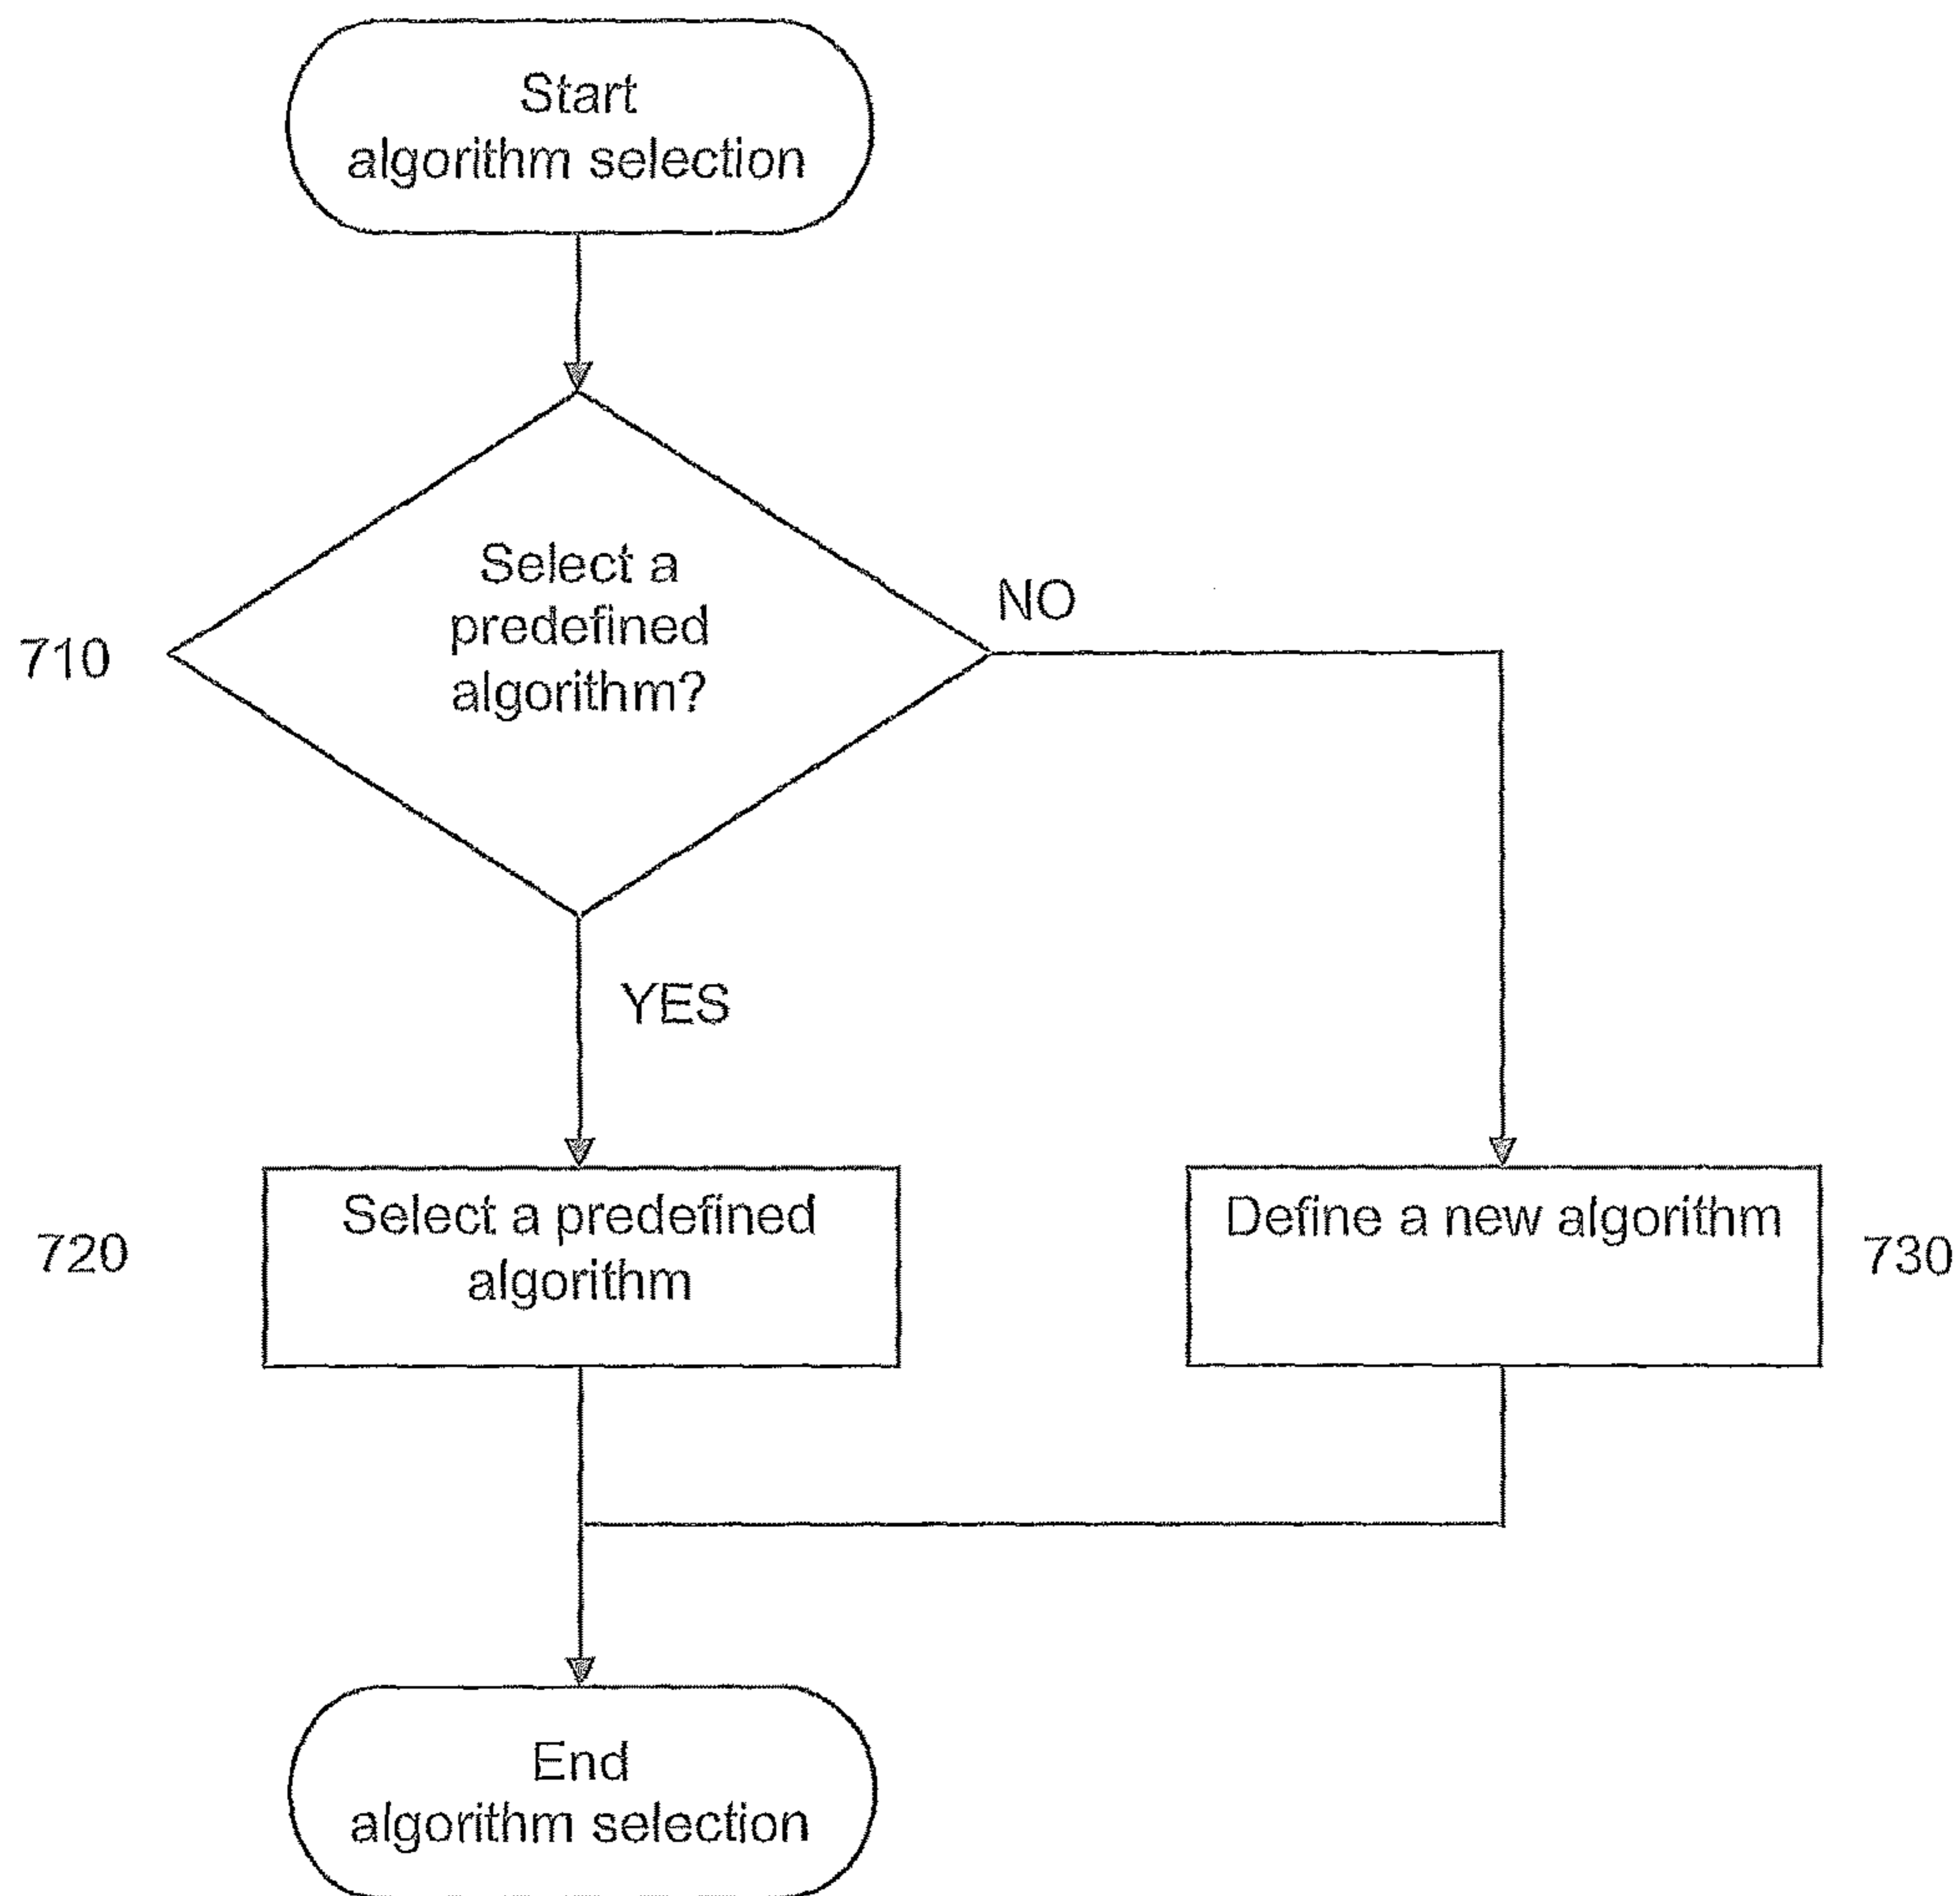 Start
algorithm selection
Select a
predefined
algorithm?
NO
710
YES
Select a predefined
algorithm
720
Define a new algorithm
730
End
algorithm selection